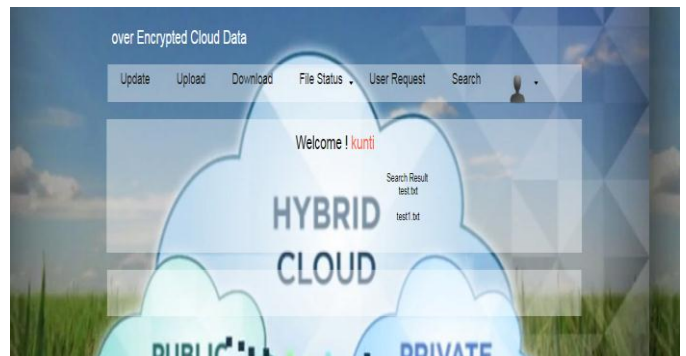 over Encrypted Cloud Data
Update Upload Download File Status User Request Search
Welcome ! kunti
Search Result
test.txt
test1.txt
HYBRID
CLOUD
PUBLIC PRIVATE